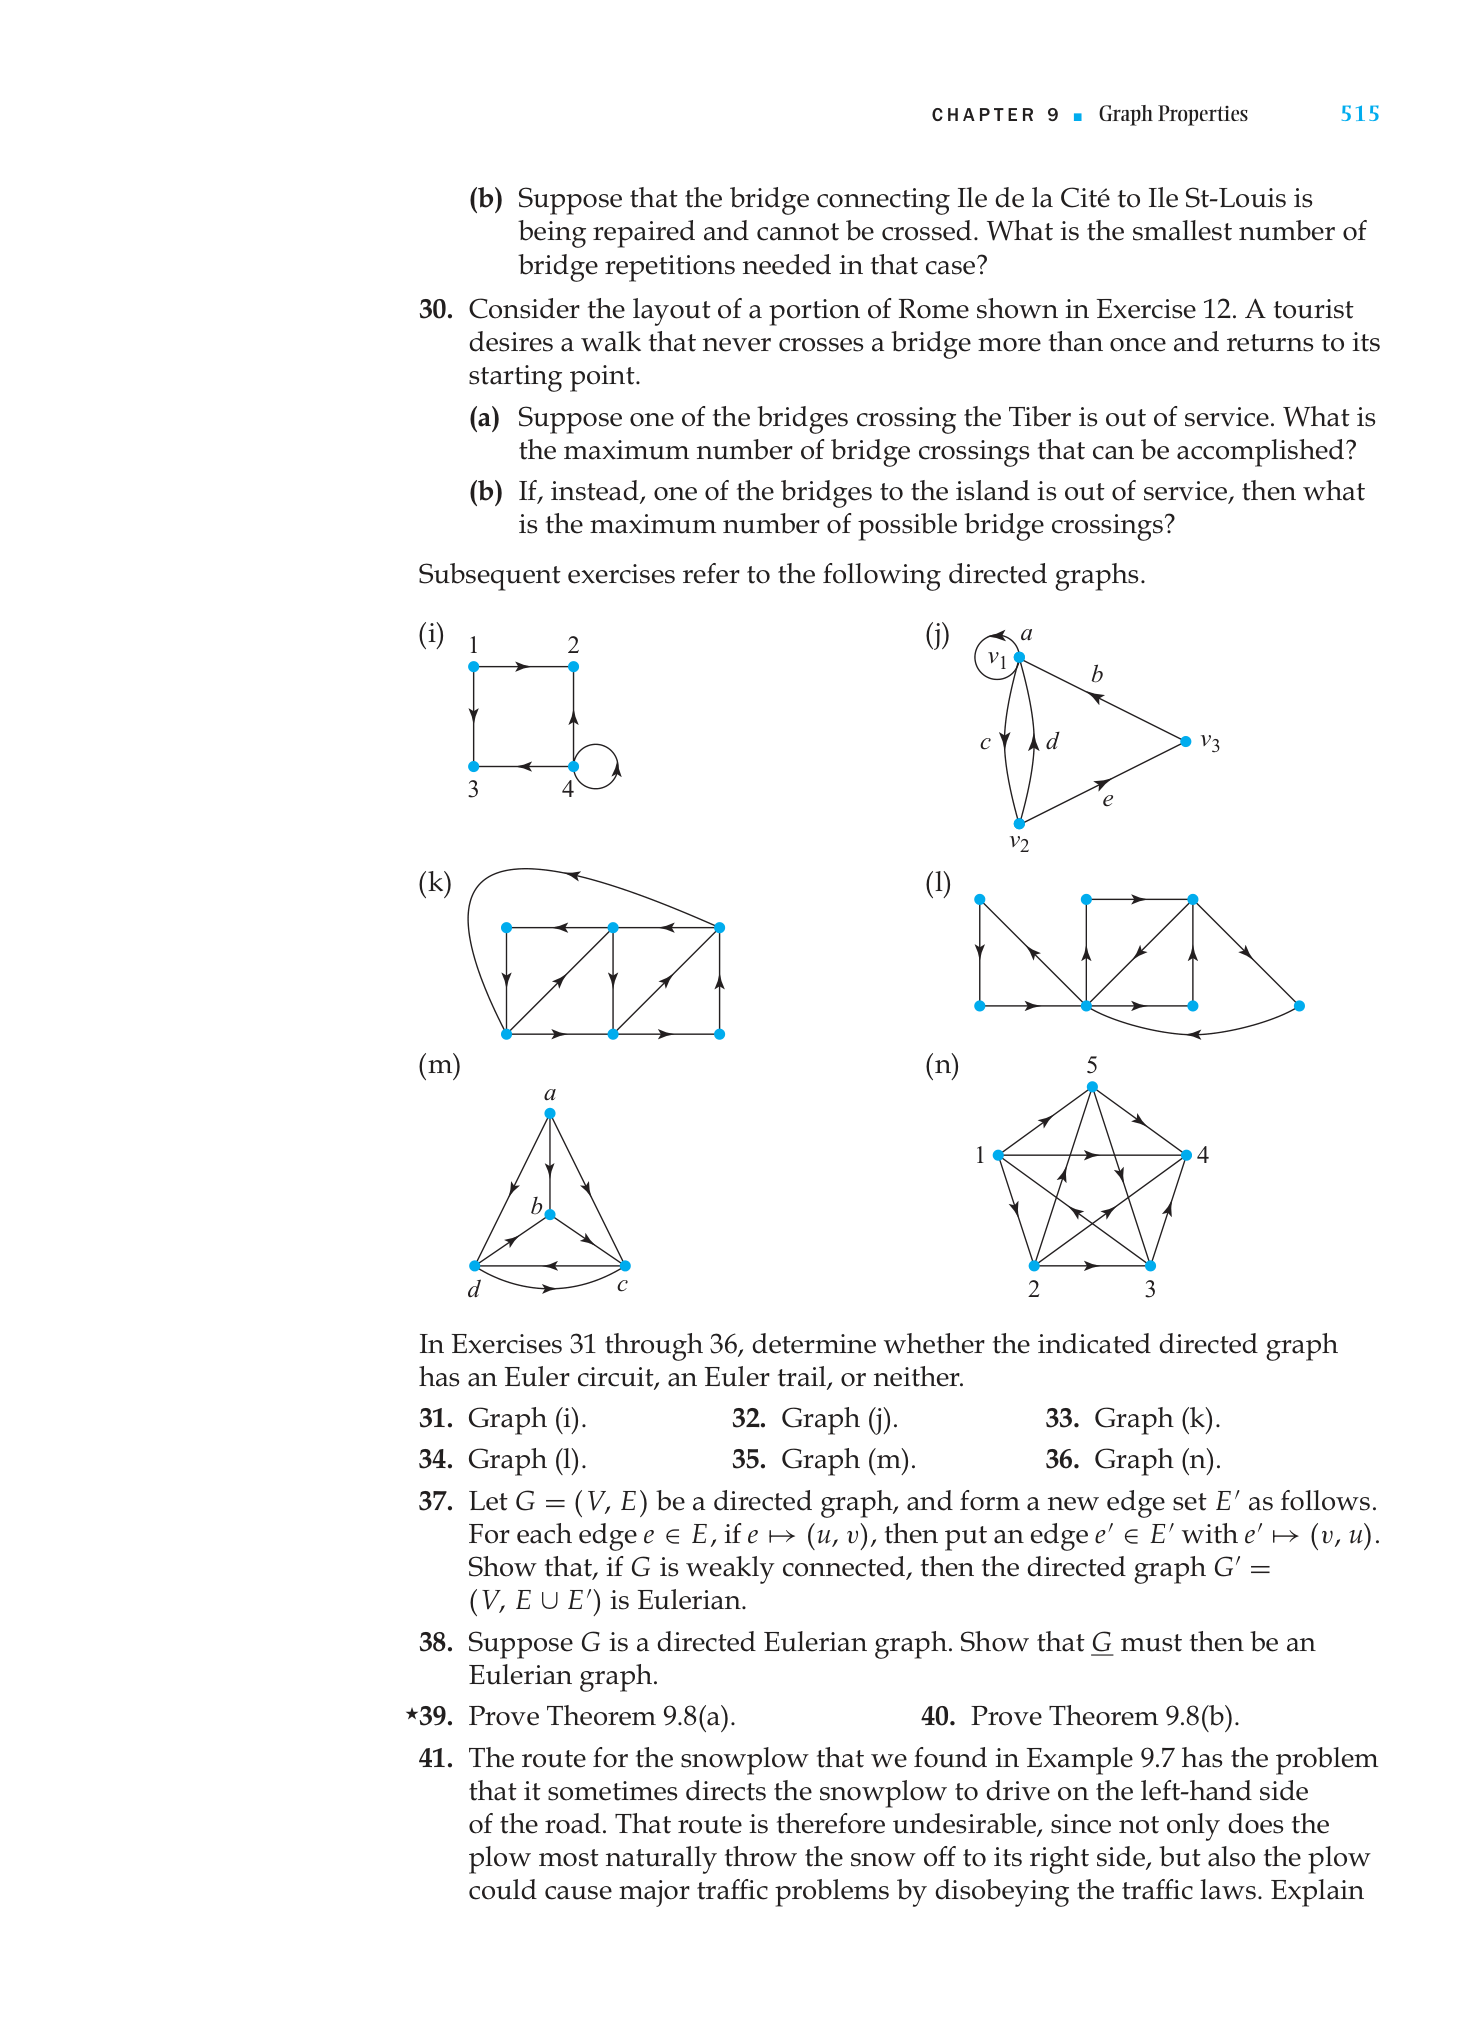 CHAPTER 9 ■ Graph Properties 515
(b) Suppose that the bridge connecting Ile de la Cité to Ile St-Louis is
being repaired and cannot be crossed. What is the smallest number of
bridge repetitions needed in that case?
30. Consider the layout of a portion of Rome shown in Exercise 12. A tourist
desires a walk that never crosses a bridge more than once and returns to its
starting point.
(a) Suppose one of the bridges crossing the Tiber is out of service. What is
the maximum number of bridge crossings that can be accomplished?
(b) If, instead, one of the bridges to the island is out of service, then what
is the maximum number of possible bridge crossings?
Subsequent exercises refer to the following directed graphs.
(i)
1 2
3 4
(j)
a
v1
b
c d
v3
e
v2
(k)
(l)
(m)
a
b
d c
(n)
5
1 4
2 3
In Exercises 31 through 36, determine whether the indicated directed graph
has an Euler circuit, an Euler trail, or neither.
31. Graph (i). 32. Graph (j). 33. Graph (k).
34. Graph (l). 35. Graph (m). 36. Graph (n).
37. Let G = (V, E) be a directed graph, and form a new edge set E′ as follows.
For each edge e ∈ E, if e ↦ (u, v), then put an edge e′ ∈ E′ with e′ ↦ (v, u).
Show that, if G is weakly connected, then the directed graph G′ =
(V, E ∪ E′) is Eulerian.
38. Suppose G is a directed Eulerian graph. Show that G must then be an
Eulerian graph.
★39. Prove Theorem 9.8(a). 40. Prove Theorem 9.8(b).
41. The route for the snowplow that we found in Example 9.7 has the problem
that it sometimes directs the snowplow to drive on the left-hand side
of the road. That route is therefore undesirable, since not only does the
plow most naturally throw the snow off to its right side, but also the plow
could cause major traffic problems by disobeying the traffic laws. Explain